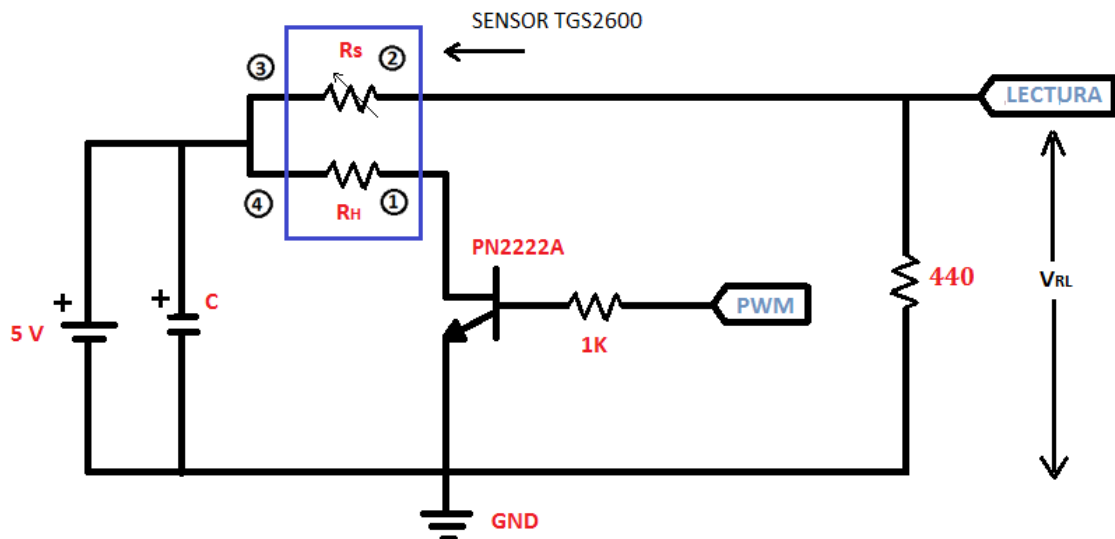 SENSOR TGS2600
Rs
3
2
LECTURA
4
1
RH
PN2222A
+
+
C
5 V
1K
PWM
440
VRL
GND